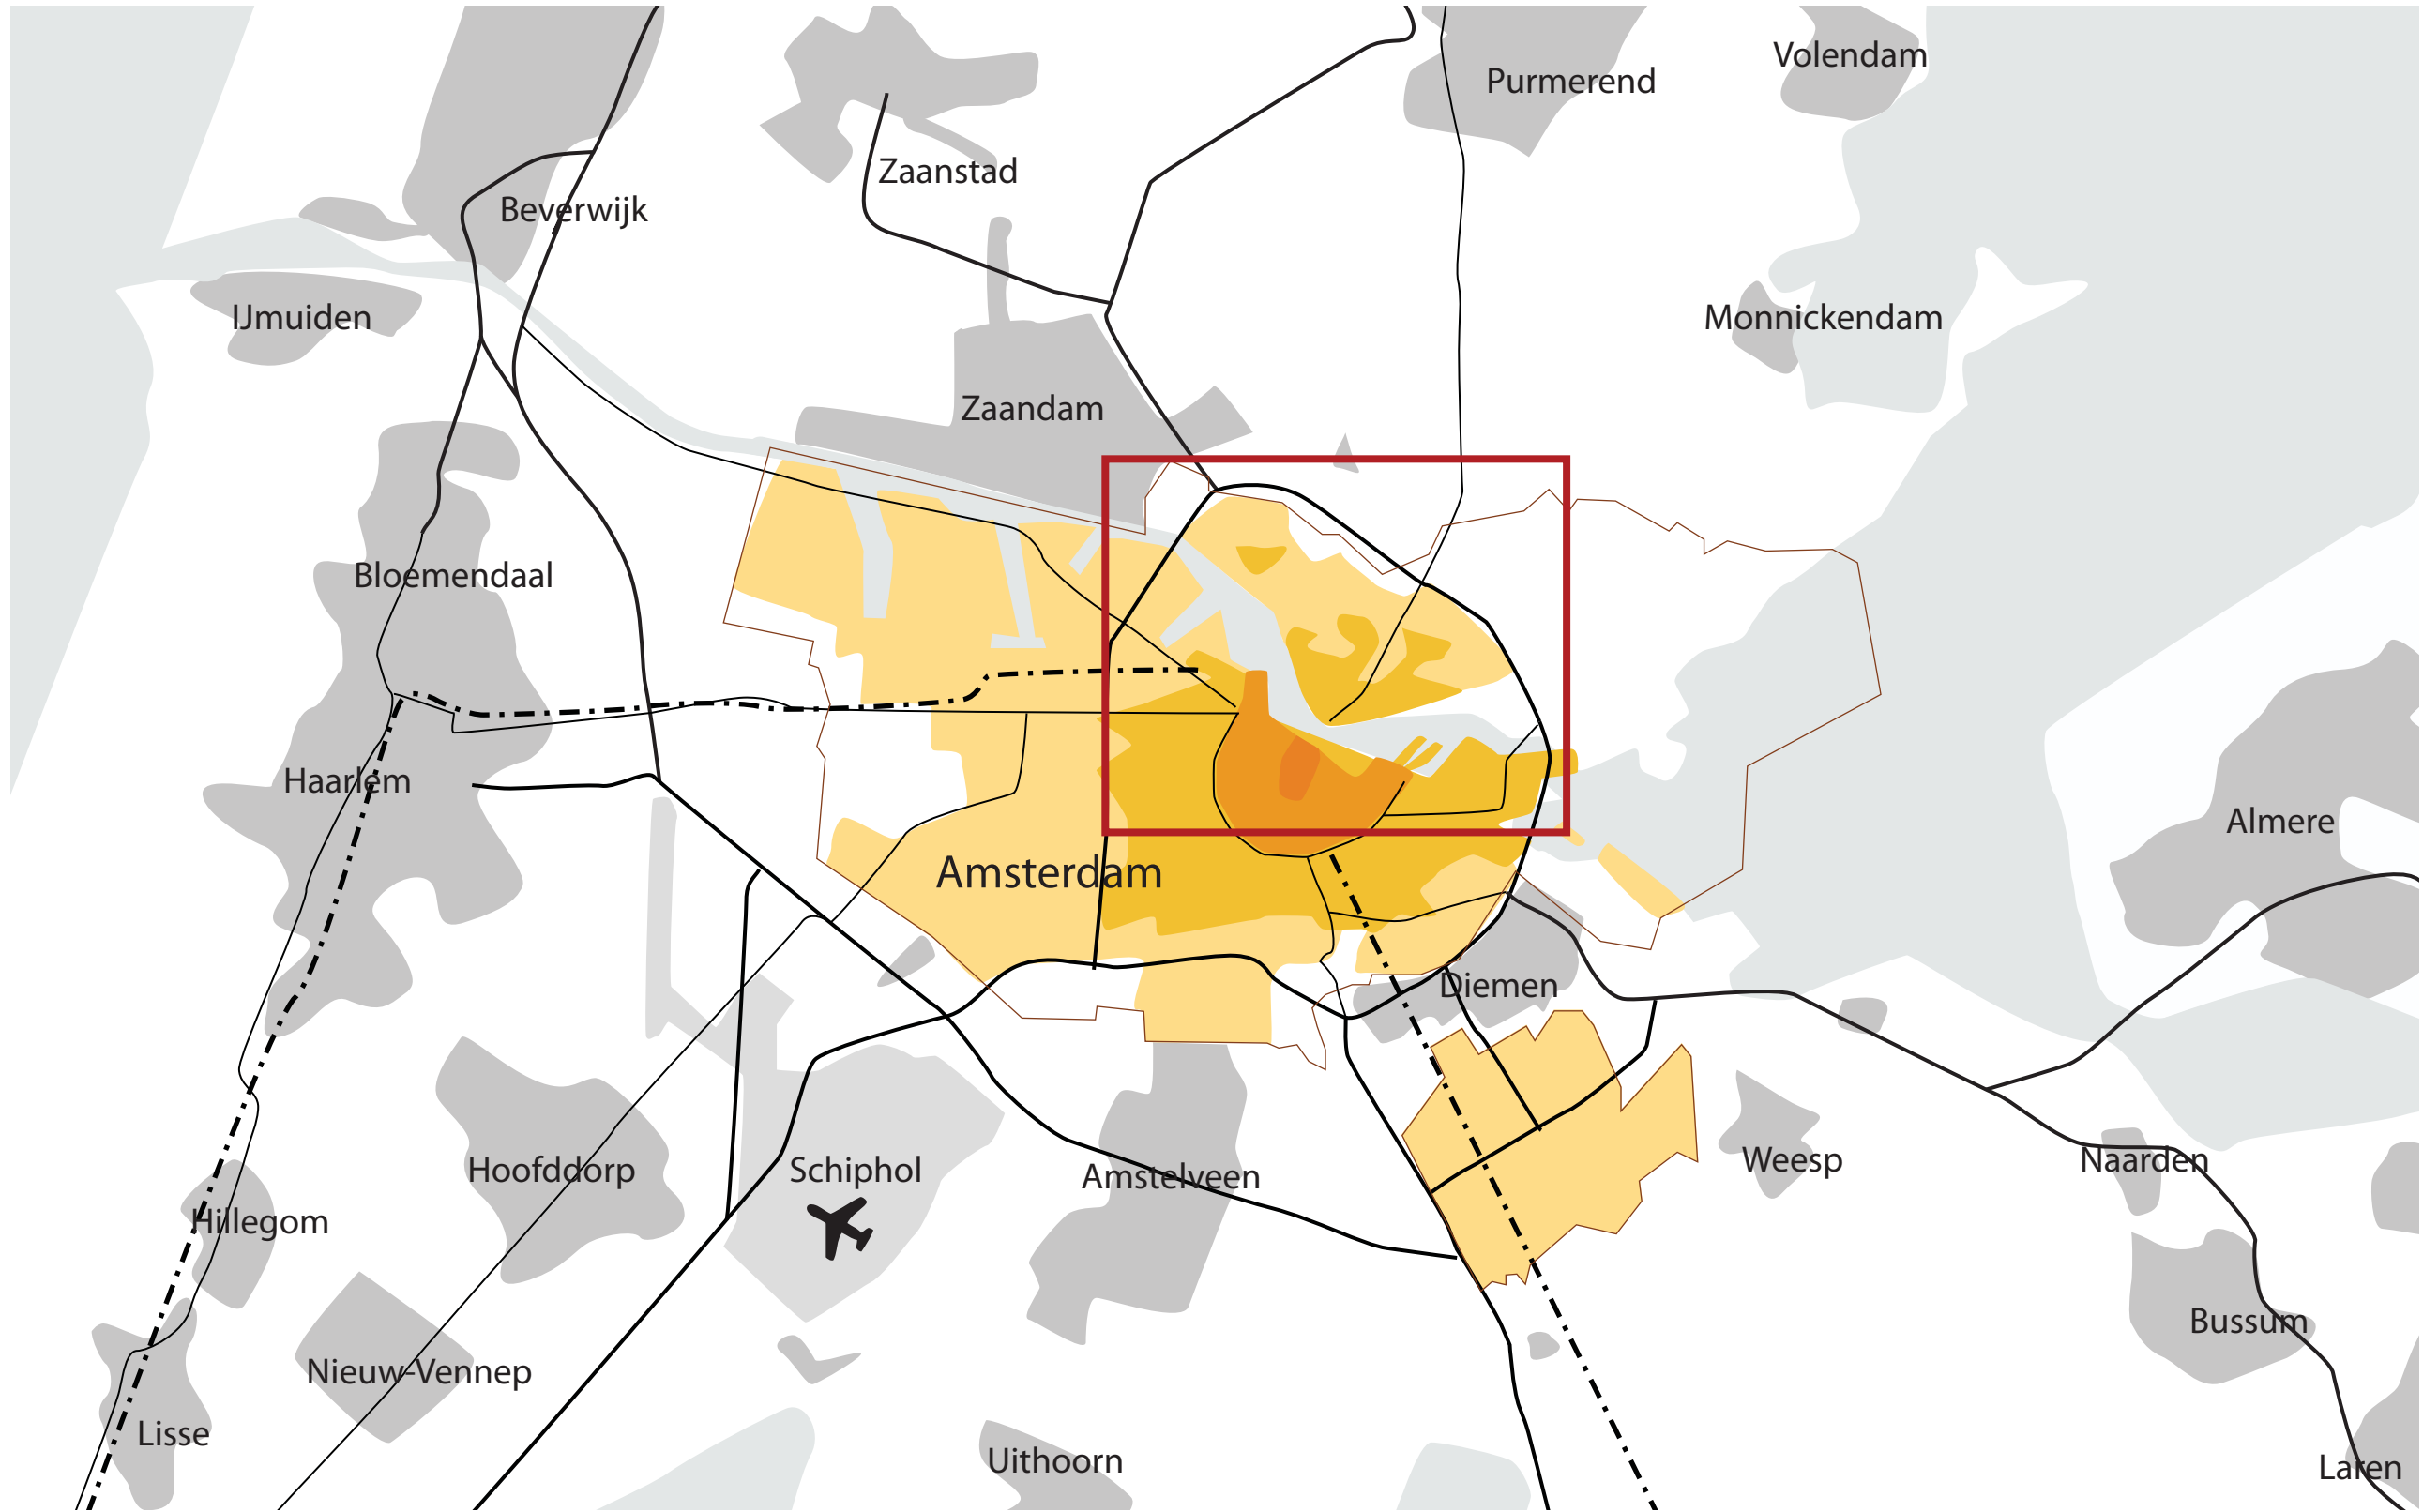 Volendam
Purmerend
Zaanstad
Beverwijk
IJmuiden
Monnickendam
Zaandam
Bloemendaal
Haarlem
Almere
Amsterdam
Diemen
Weesp
Naarden
Hoofddorp
Schiphol
Amstelveen
Hillegom
Bussum
Nieuw-Vennep
Lisse
Uithoorn
Laren